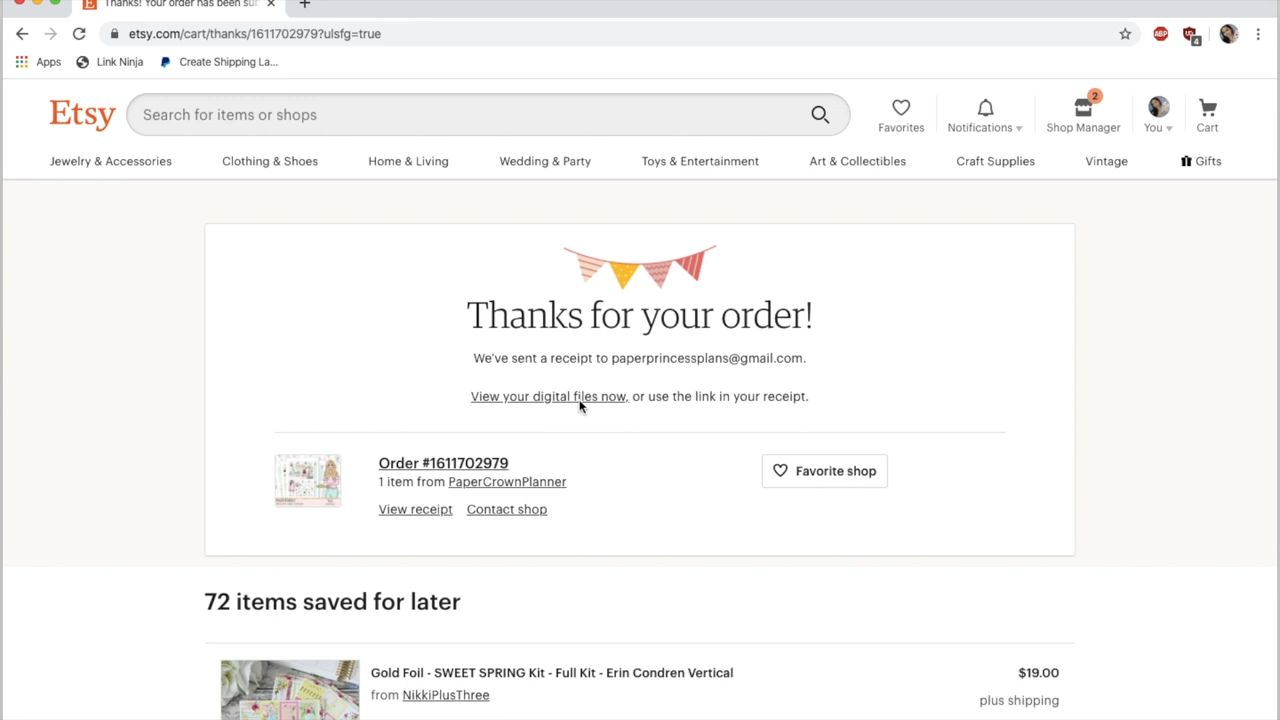 Thanks! Your order has been sub
etsy.com/cart/thanks/1611702979?ulsfg=true
ABP
4
Apps
Link Ninja
Create Shipping La...
Etsy
Search for items or shops
Favorites
Notifications
2
Shop Manager
You
Cart
Jewelry & Accessories
Clothing & Shoes
Home & Living
Wedding & Party
Toys & Entertainment
Art & Collectibles
Craft Supplies
Vintage
Gifts
Thanks for your order!
We've sent a receipt to paperprincessplans@gmail.com.
View your digital files now, or use the link in your receipt.
Order #1611702979
1 item from PaperCrownPlanner
Favorite shop
View receipt
Contact shop
72 items saved for later
Gold Foil - SWEET SPRING Kit - Full Kit - Erin Condren Vertical
$19.00
from NikkiPlusThree
plus shipping